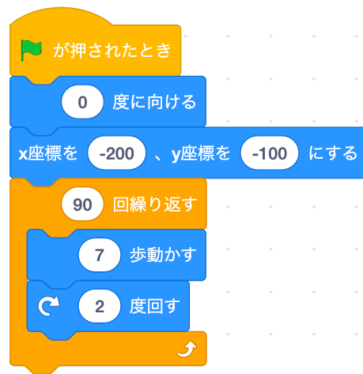 が押されたとき
0 度に向ける
x座標を -200 、y座標を -100 にする
90 回繰り返す
7 歩動かす
2 度回す